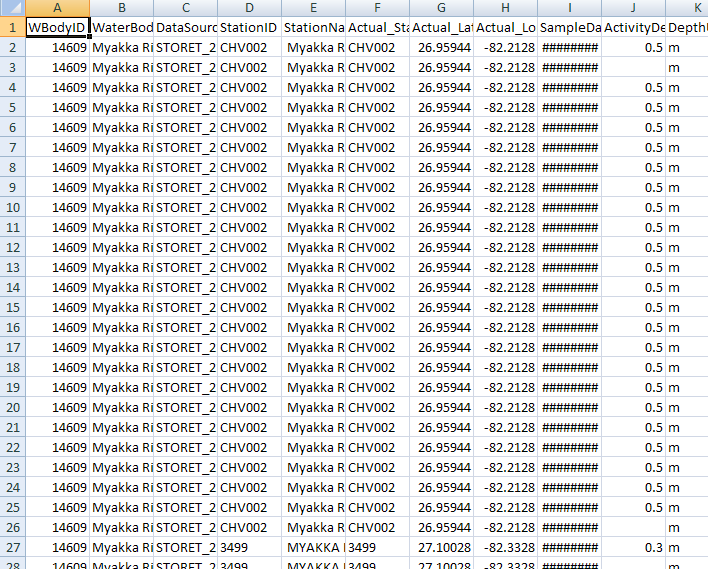 A B C D E F G H I J K
1 WBodyID WaterBod DataSourc StationID StationNa Actual_Sta Actual_Lat Actual_Lo SampleDa ActivityDe DepthU
2 14609 Myakka Ri STORET_2 CHV002 Myakka R CHV002 26.95944 -82.2128 ######## 0.5 m
3 14609 Myakka Ri STORET_2 CHV002 Myakka R CHV002 26.95944 -82.2128 ######## m
4 14609 Myakka Ri STORET_2 CHV002 Myakka R CHV002 26.95944 -82.2128 ######## 0.5 m
5 14609 Myakka Ri STORET_2 CHV002 Myakka R CHV002 26.95944 -82.2128 ######## 0.5 m
6 14609 Myakka Ri STORET_2 CHV002 Myakka R CHV002 26.95944 -82.2128 ######## 0.5 m
7 14609 Myakka Ri STORET_2 CHV002 Myakka R CHV002 26.95944 -82.2128 ######## 0.5 m
8 14609 Myakka Ri STORET_2 CHV002 Myakka R CHV002 26.95944 -82.2128 ######## 0.5 m
9 14609 Myakka Ri STORET_2 CHV002 Myakka R CHV002 26.95944 -82.2128 ######## 0.5 m
10 14609 Myakka Ri STORET_2 CHV002 Myakka R CHV002 26.95944 -82.2128 ######## 0.5 m
11 14609 Myakka Ri STORET_2 CHV002 Myakka R CHV002 26.95944 -82.2128 ######## 0.5 m
12 14609 Myakka Ri STORET_2 CHV002 Myakka R CHV002 26.95944 -82.2128 ######## 0.5 m
13 14609 Myakka Ri STORET_2 CHV002 Myakka R CHV002 26.95944 -82.2128 ######## 0.5 m
14 14609 Myakka Ri STORET_2 CHV002 Myakka R CHV002 26.95944 -82.2128 ######## 0.5 m
15 14609 Myakka Ri STORET_2 CHV002 Myakka R CHV002 26.95944 -82.2128 ######## 0.5 m
16 14609 Myakka Ri STORET_2 CHV002 Myakka R CHV002 26.95944 -82.2128 ######## 0.5 m
17 14609 Myakka Ri STORET_2 CHV002 Myakka R CHV002 26.95944 -82.2128 ######## 0.5 m
18 14609 Myakka Ri STORET_2 CHV002 Myakka R CHV002 26.95944 -82.2128 ######## 0.5 m
19 14609 Myakka Ri STORET_2 CHV002 Myakka R CHV002 26.95944 -82.2128 ######## 0.5 m
20 14609 Myakka Ri STORET_2 CHV002 Myakka R CHV002 26.95944 -82.2128 ######## 0.5 m
21 14609 Myakka Ri STORET_2 CHV002 Myakka R CHV002 26.95944 -82.2128 ######## 0.5 m
22 14609 Myakka Ri STORET_2 CHV002 Myakka R CHV002 26.95944 -82.2128 ######## 0.5 m
23 14609 Myakka Ri STORET_2 CHV002 Myakka R CHV002 26.95944 -82.2128 ######## 0.5 m
24 14609 Myakka Ri STORET_2 CHV002 Myakka R CHV002 26.95944 -82.2128 ######## 0.5 m
25 14609 Myakka Ri STORET_2 CHV002 Myakka R CHV002 26.95944 -82.2128 ######## 0.5 m
26 14609 Myakka Ri STORET_2 CHV002 Myakka R CHV002 26.95944 -82.2128 ######## m
27 14609 Myakka Ri STORET_2 3499 MYAKKA 3499 27.10028 -82.3328 ######## 0.3 m
28 14609 Myakka Ri STORET_2 3499 MYAKKA 3499 27.10028 -82.3328 ######## m